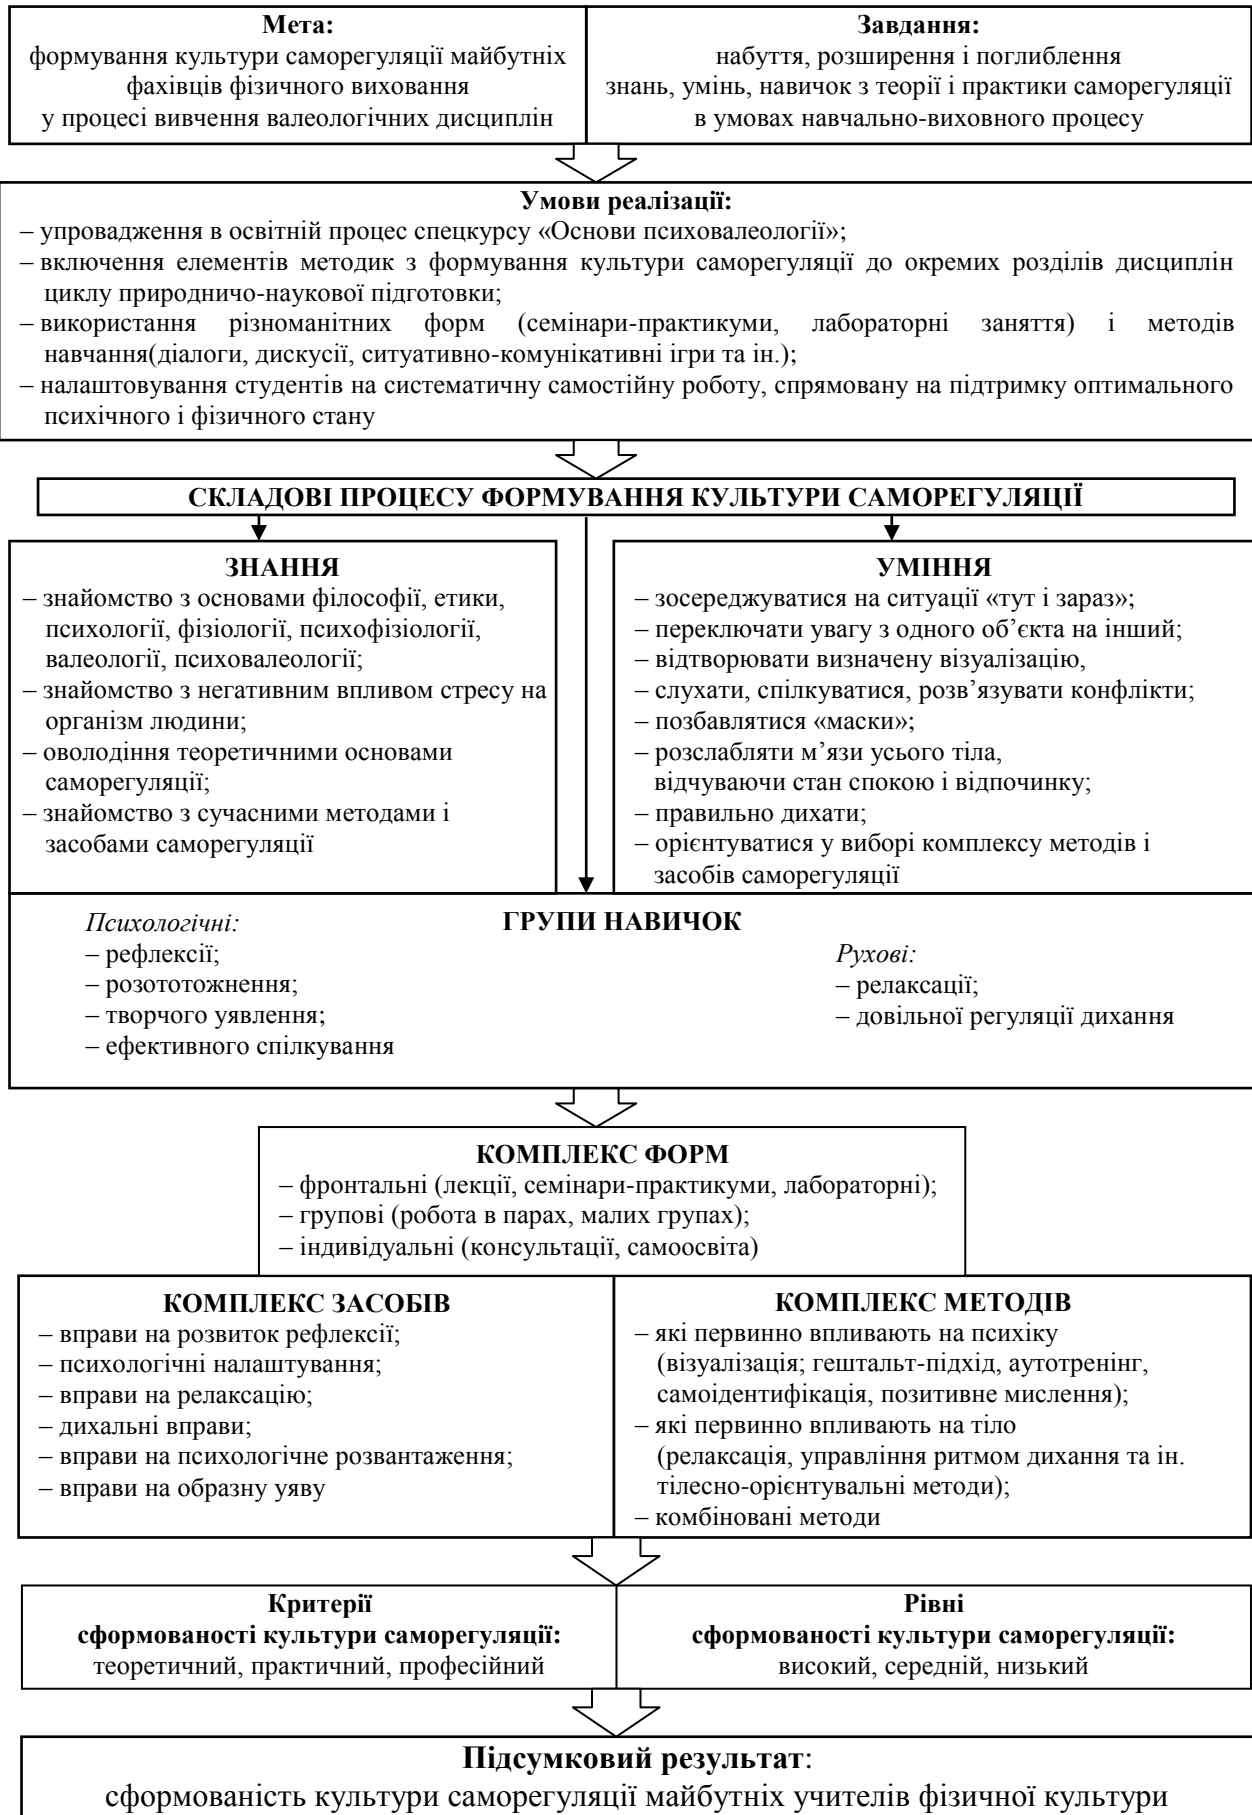 Мета:
формування культури саморегуляції майбутніх
фахівців фізичного виховання
у процесі вивчення валеологічних дисциплін
Завдання:
набуття, розширення і поглиблення
знань, умінь, навичок з теорії і практики саморегуляції
в умовах навчально-виховного процесу
Умови реалізації:
– упровадження в освітній процес спецкурсу «Основи психовалеології»;
– включення елементів методик з формування культури саморегуляції до окремих розділів дисциплін
циклу природничо-наукової підготовки;
– використання різноманітних форм (семінари-практикуми, лабораторні заняття) і методів
навчання(діалоги, дискусії, ситуативно-комунікативні ігри та ін.);
– налаштовування студентів на систематичну самостійну роботу, спрямовану на підтримку оптимального
психічного і фізичного стану
СКЛАДОВІ ПРОЦЕСУ ФОРМУВАННЯ КУЛЬТУРИ САМОРЕГУЛЯЦІЇ
ЗНАННЯ
– знайомство з основами філософії, етики,
психології, фізіології, психофізіології,
валеології, психовалеології;
– знайомство з негативним впливом стресу на
організм людини;
– оволодіння теоретичними основами
саморегуляції;
– знайомство з сучасними методами і
засобами саморегуляції
УМІННЯ
– зосереджуватися на ситуації «тут і зараз»;
– переключати увагу з одного об’єкта на інший;
– відтворювати визначену візуалізацію,
– слухати, спілкуватися, розв’язувати конфлікти;
– позбавлятися «маски»;
– розслабляти м’язи усього тіла,
відчуваючи стан спокою і відпочинку;
– правильно дихати;
– орієнтуватися у виборі комплексу методів і
засобів саморегуляції
ГРУПИ НАВИЧОК
Психологічні:
– рефлексії;
– розототожнення;
– творчого уявлення;
– ефективного спілкування
Рухові:
– релаксації;
– довільної регуляції дихання
КОМПЛЕКС ФОРМ
– фронтальні (лекції, семінари-практикуми, лабораторні);
– групові (робота в парах, малих групах);
– індивідуальні (консультації, самоосвіта)
КОМПЛЕКС ЗАСОБІВ
– вправи на розвиток рефлексії;
– психологічні налаштування;
– вправи на релаксацію;
– дихальні вправи;
– вправи на психологічне розвантаження;
– вправи на образну уяву
КОМПЛЕКС МЕТОДІВ
– які первинно впливають на психіку
(візуалізація; гештальт-підхід, аутотренінг,
самоідентифікація, позитивне мислення);
– які первинно впливають на тіло
(релаксація, управління ритмом дихання та ін.
тілесно-орієнтувальні методи);
– комбіновані методи
Критерії
сформованості культури саморегуляції:
теоретичний, практичний, професійний
Рівні
сформованості культури саморегуляції:
високий, середній, низький
Підсумковий результат:
сформованість культури саморегуляції майбутніх учителів фізичної культури